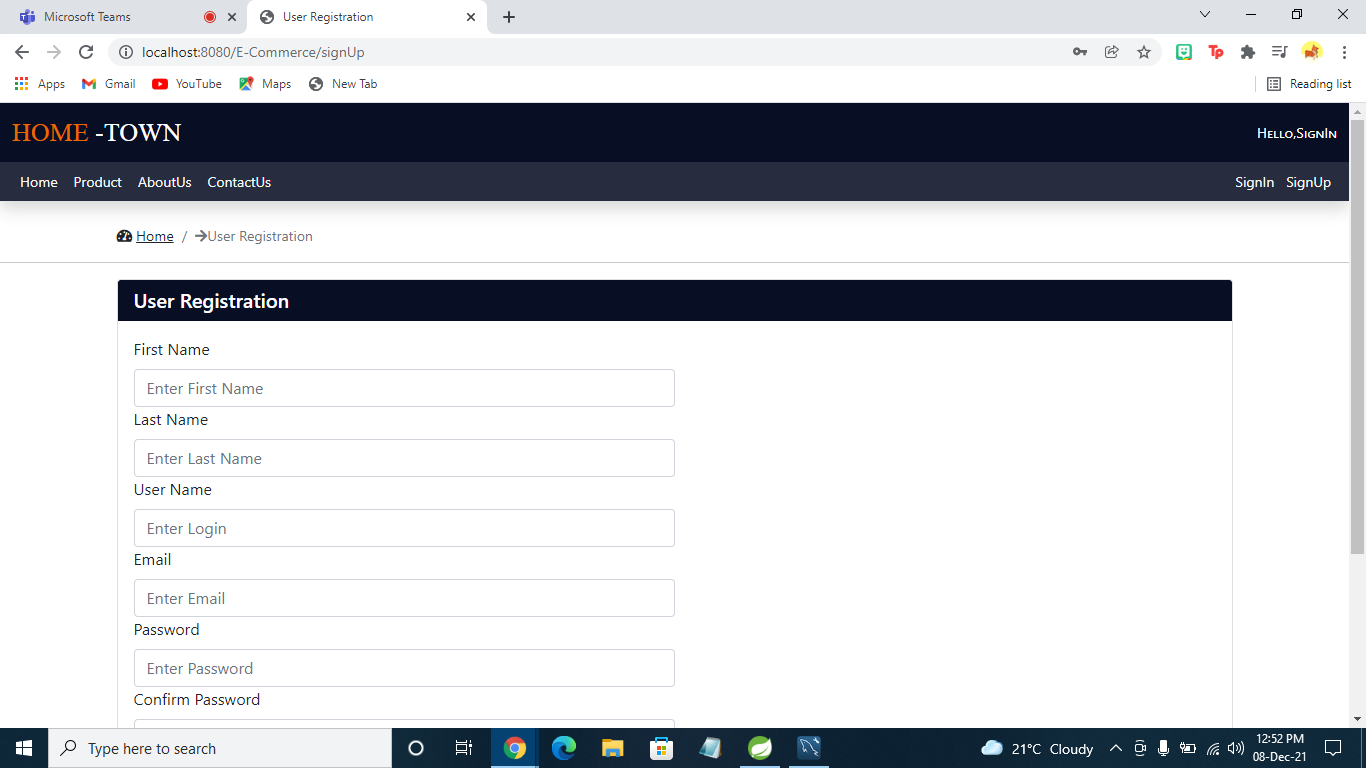 Microsoft Teams
User Registration
localhost:8080/E-Commerce/signUp
Apps Gmail YouTube Maps New Tab Reading list
HOME -TOWN Hello,SignIn
Home Product AboutUs ContactUs SignIn SignUp
Home / User Registration
User Registration
First Name
Enter First Name
Last Name
Enter Last Name
User Name
Enter Login
Email
Enter Email
Password
Enter Password
Confirm Password
Type here to search
21°C Cloudy
12:52 PM
08-Dec-21